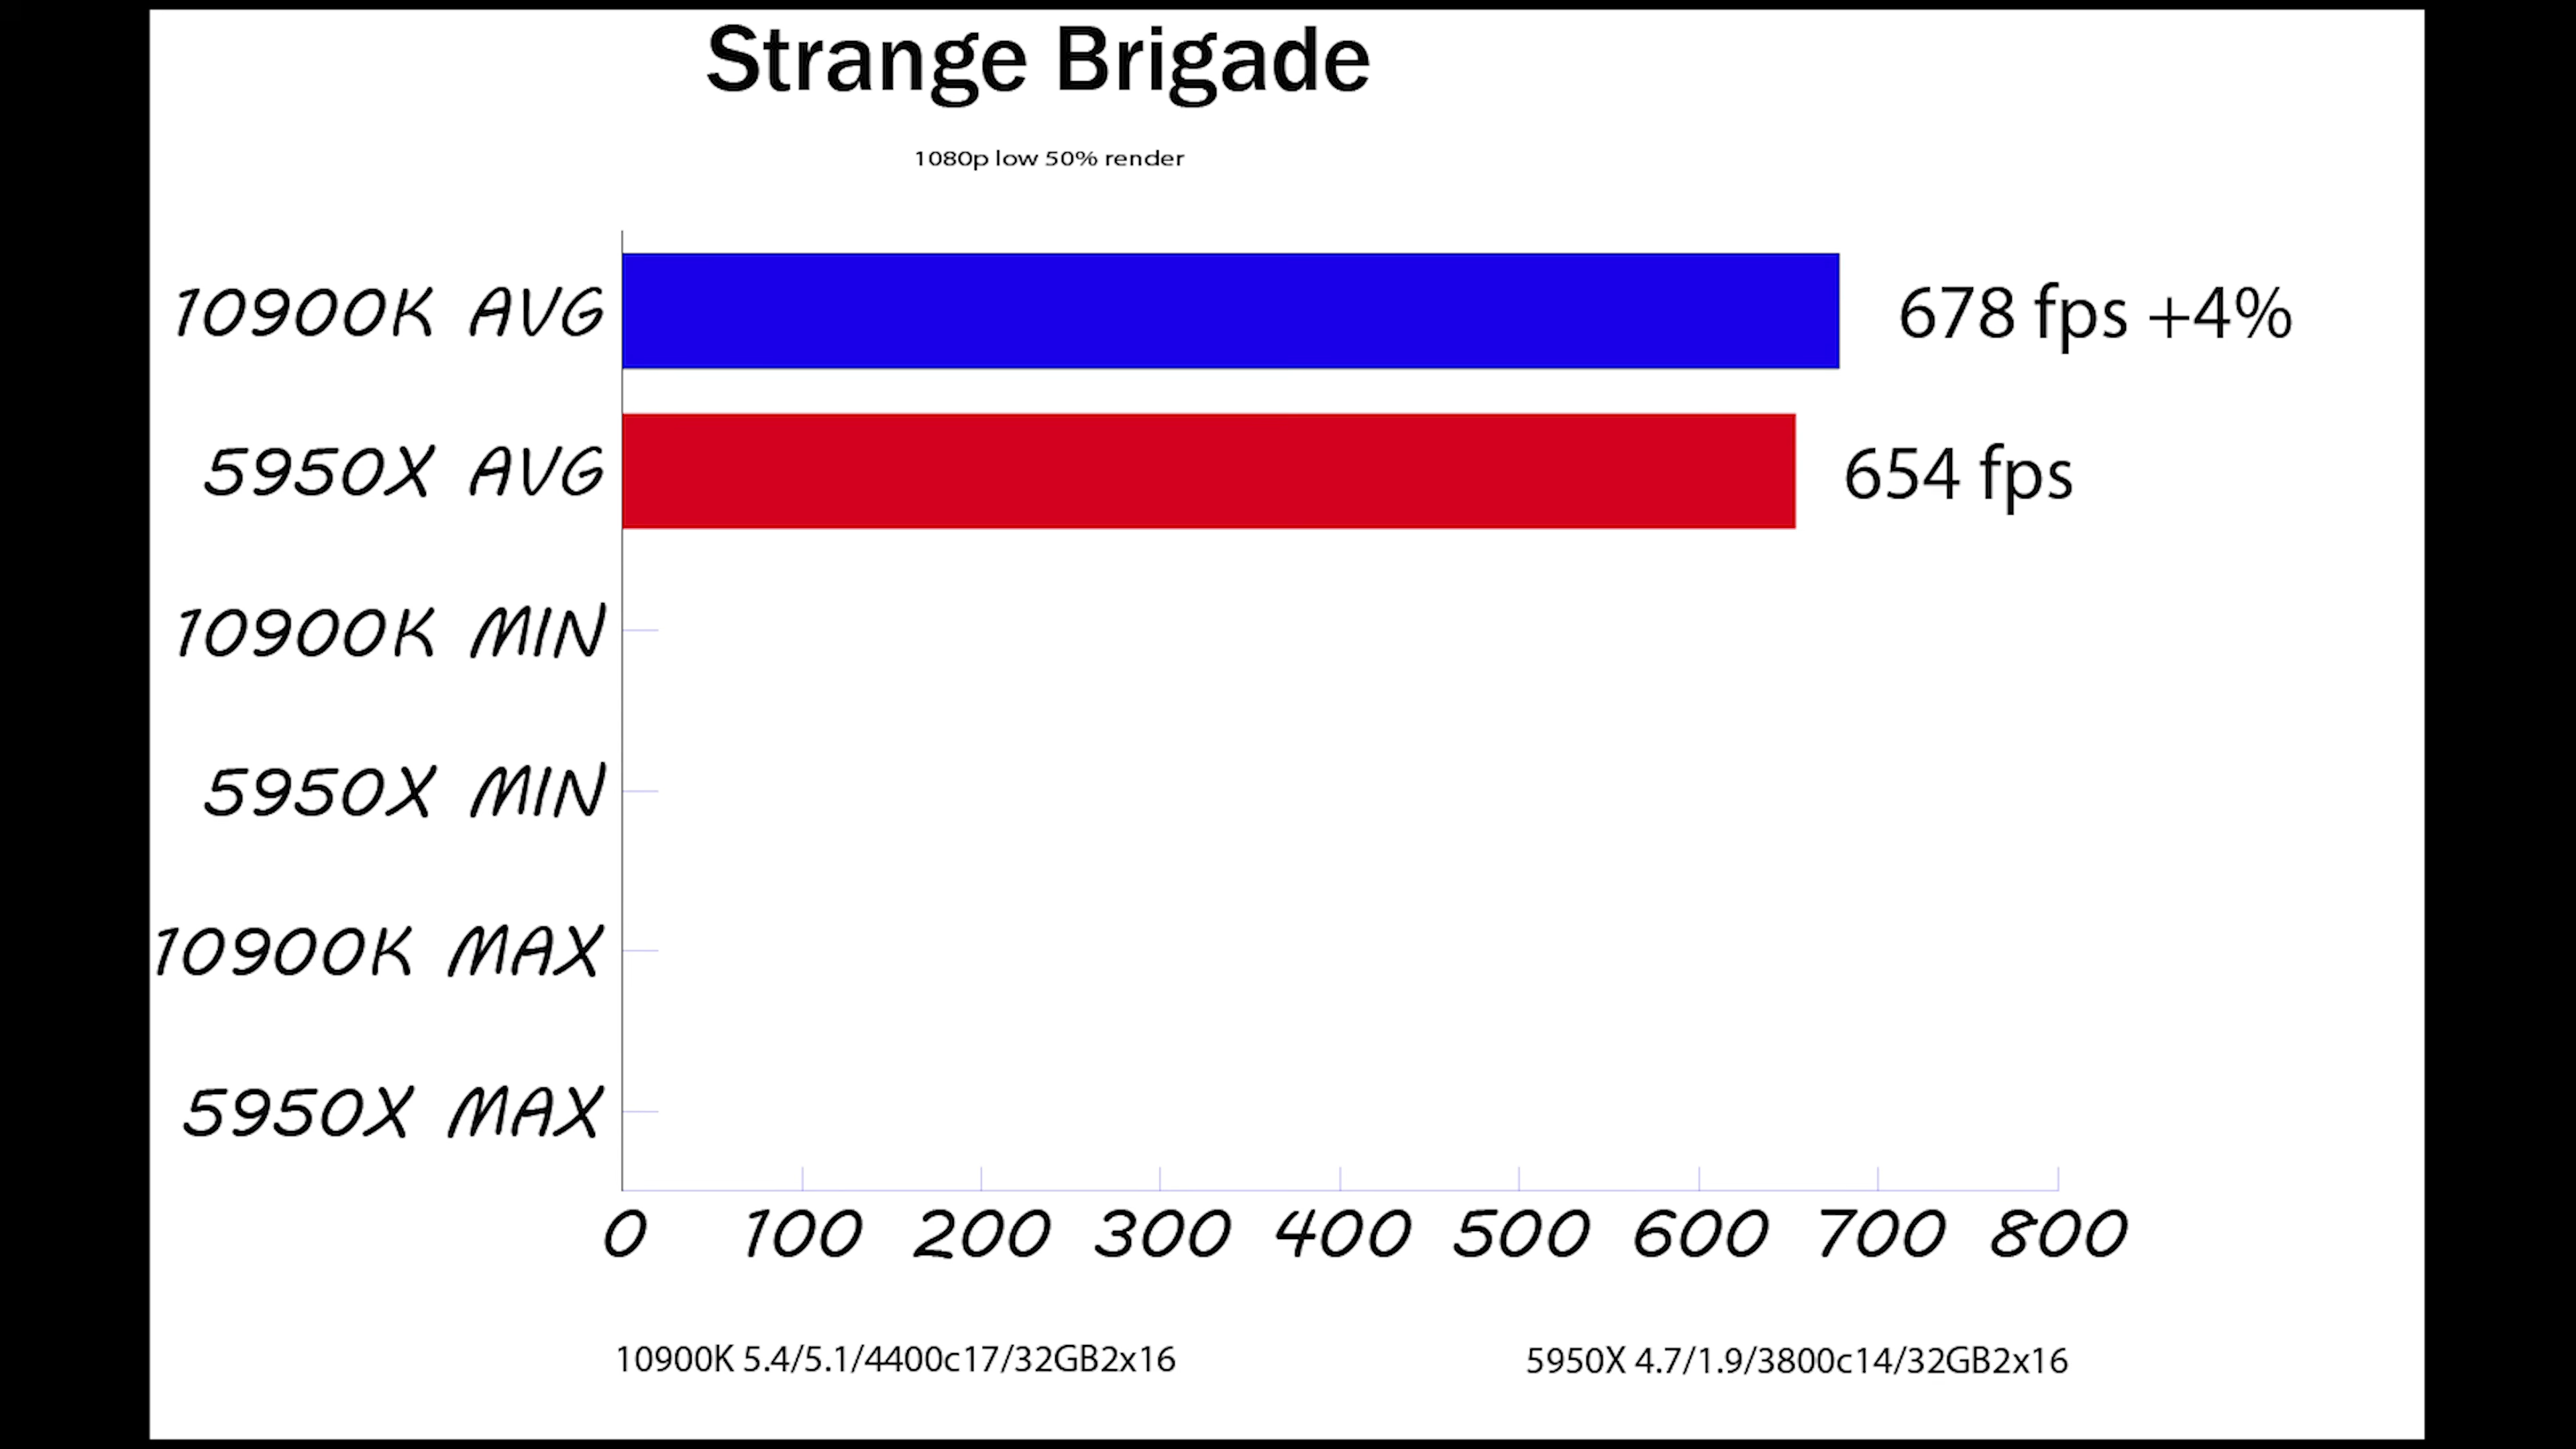 Strange Brigade
1080p low 50% render
10900K AVG
678 fps +4%
5950X AVG
654 fps
10900K MIN
5950X MIN
10900K MAX
5950X MAX
0 100 200 300 400 500 600 700 800
10900K 5.4/5.1/4400c17/32GB2x16
5950X 4.7/1.9/3800c14/32GB2x16